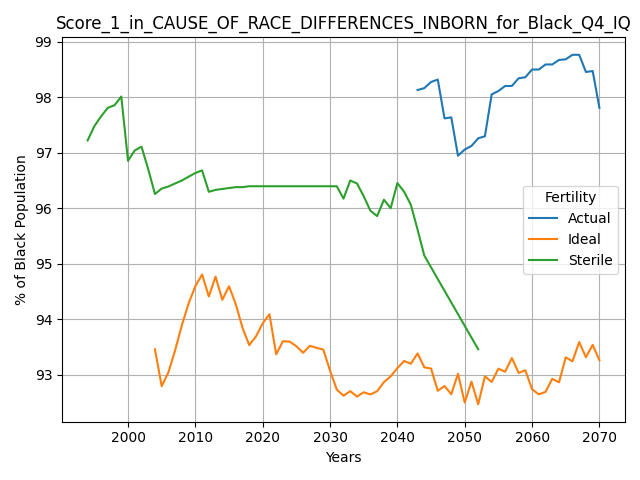 Score_1_in_CAUSE_OF_RACE_DIFFERENCES_INBORN_for_Black_Q4_IQ
99
98
97
96
95
94
93
% of Black Population
Fertility
Actual
Ideal
Sterile
2000 2010 2020 2030 2040 2050 2060 2070
Years